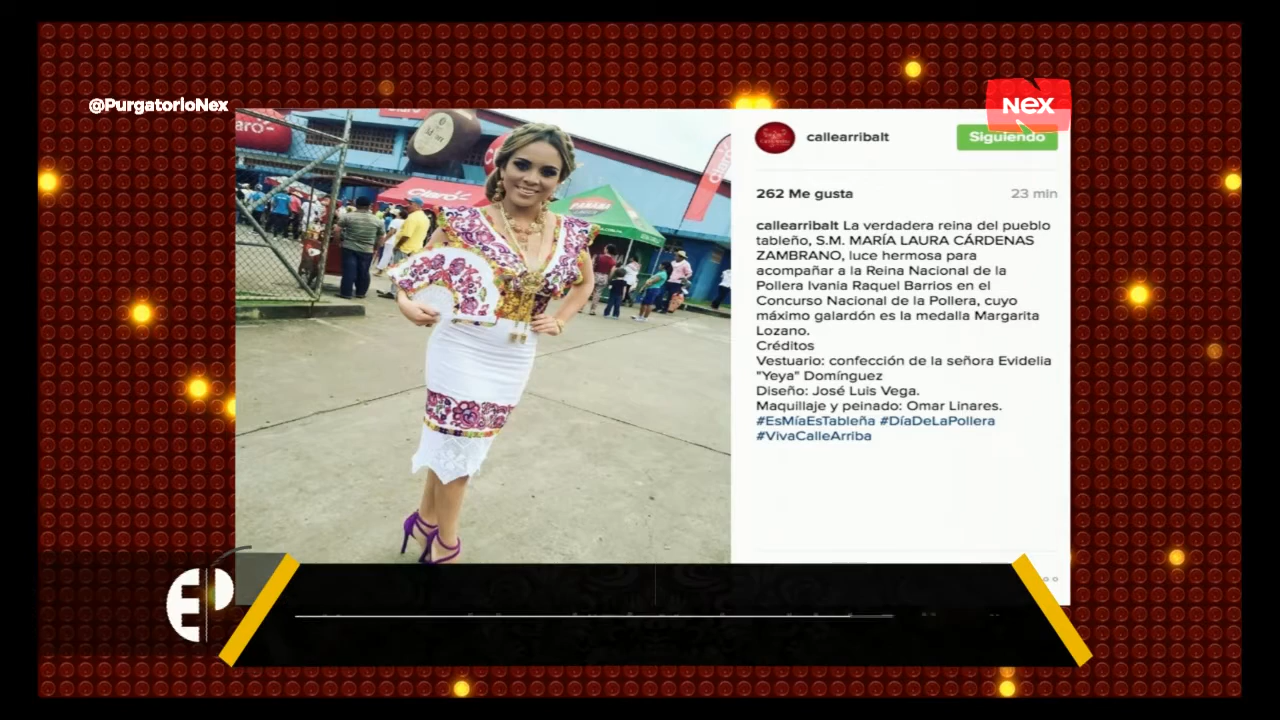 @PurgatorioNex
nex
callearribalt
Siguiendo
262 Me gusta
23 min
callearribalt La verdadera reina del pueblo
tableño, S.M. MARÍA LAURA CÁRDENAS
ZAMBRANO, luce hermosa para
acompañar a la Reina Nacional de la
Pollera Ivania Raquel Barrios en el
Concurso Nacional de la Pollera, cuyo
máximo galardón es la medalla Margarita
Lozano.
Créditos
Vestuario: confección de la señora Evidelia
"Yeya" Domínguez
Diseño: José Luis Vega.
Maquillaje y peinado: Omar Linares.
#EsMíaEsTableña #DíaDeLaPollera
#VivaCalleArriba
Claro
PANAMA
EP